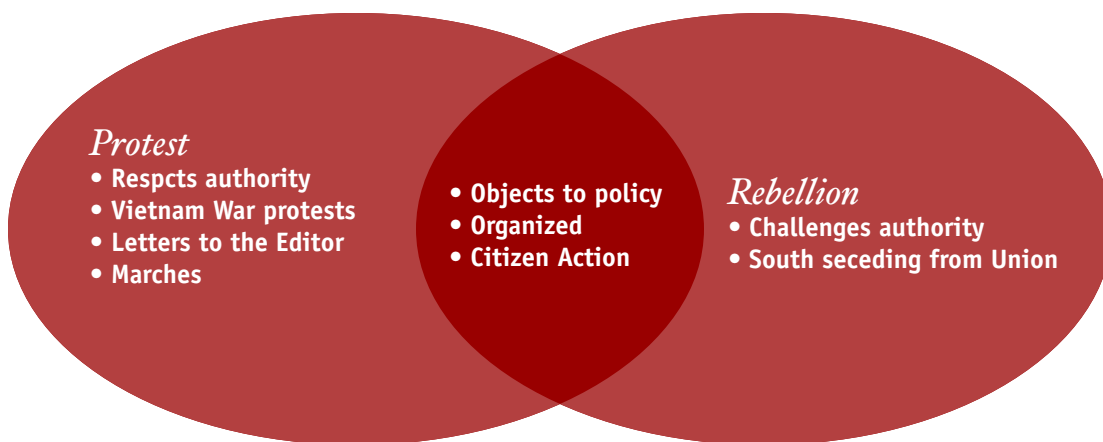 Protest
• Respcts authority
• Vietnam War protests
• Letters to the Editor
• Marches
• Objects to policy
• Organized
• Citizen Action
Rebellion
• Challenges authority
• South seceding from Union